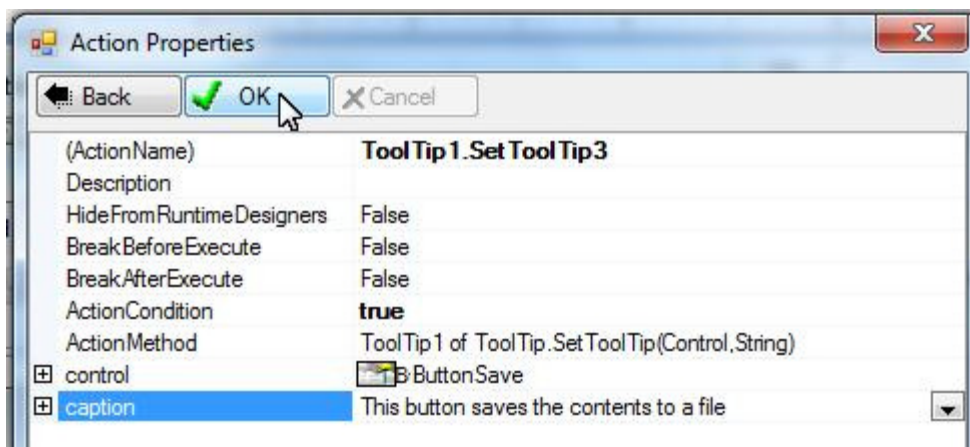 Action Properties
Back OK Cancel
(ActionName) ToolTip1.SetToolTip3
Description
HideFromRuntimeDesigners False
BreakBeforeExecute False
BreakAfterExecute False
ActionCondition true
ActionMethod ToolTip1 of ToolTip.SetToolTip(Control,String)
control ButtonSave
caption This button saves the contents to a file